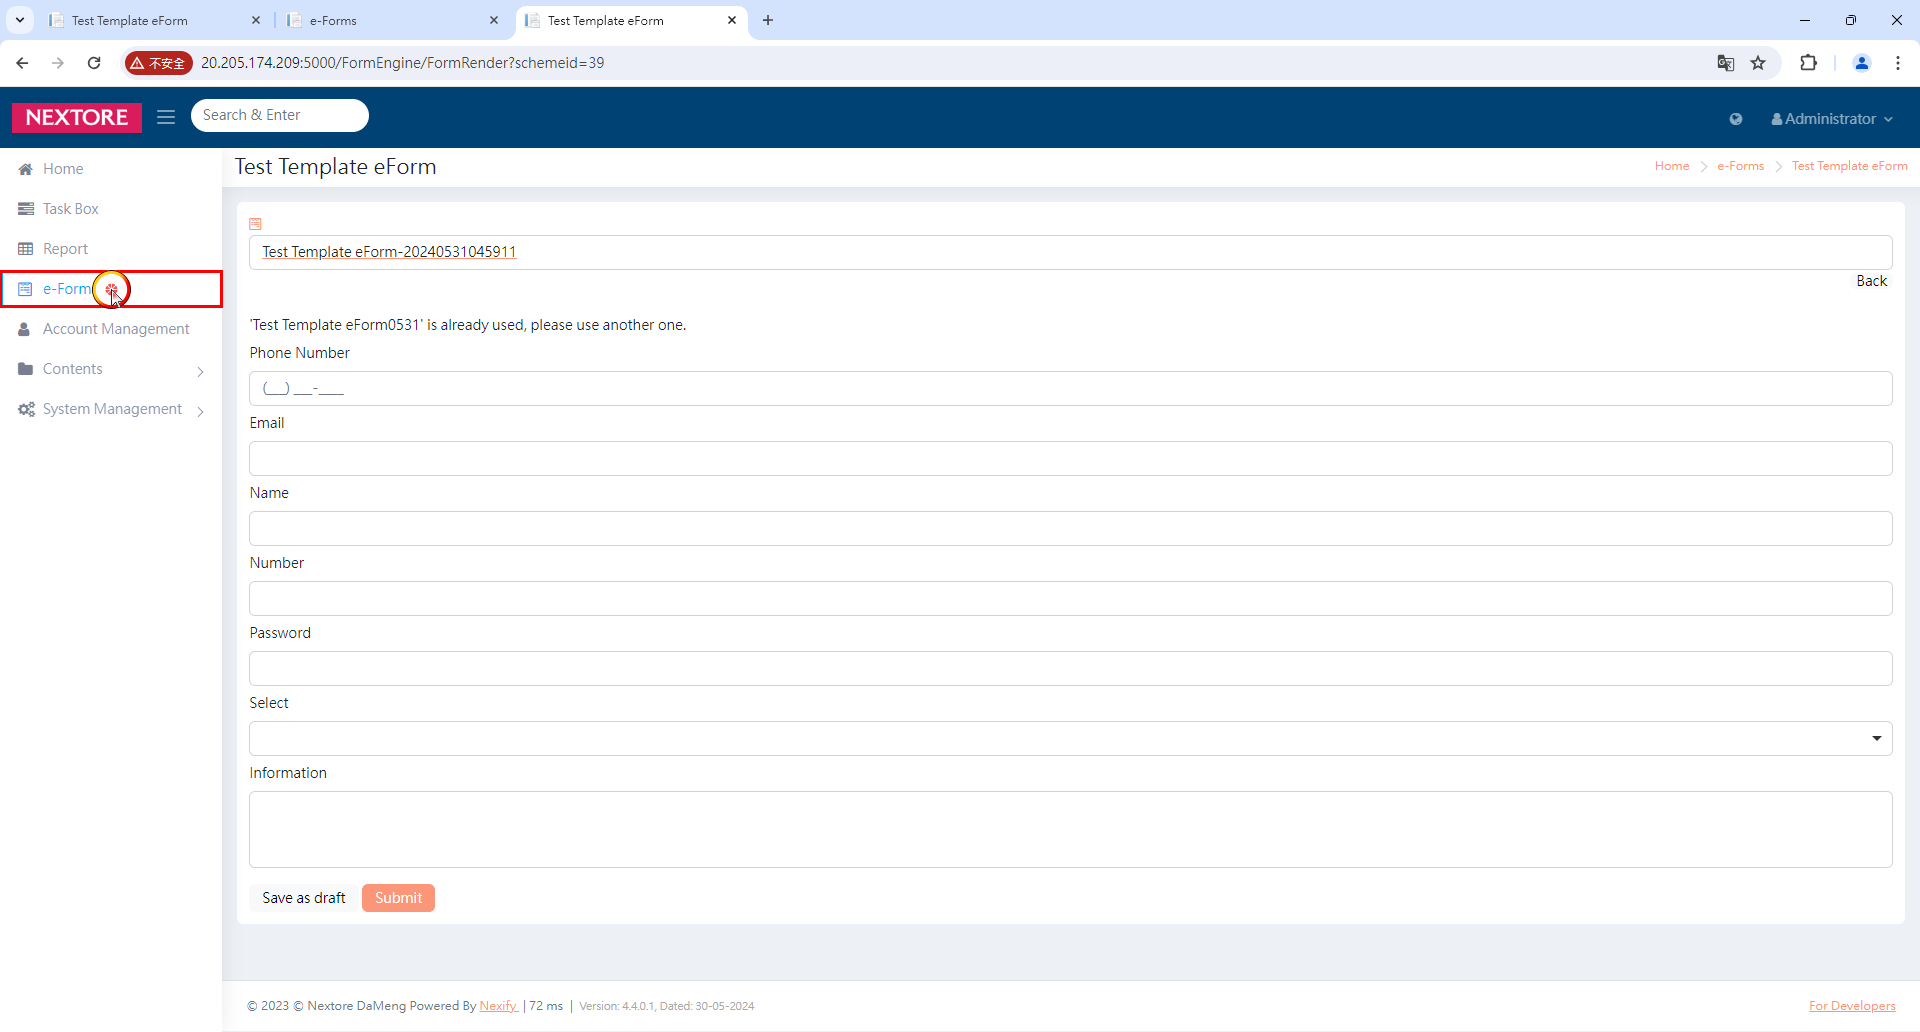 Test Template eForm
e-Forms
Test Template eForm
不安全
20.205.174.209:5000/FormEngine/FormRender?schemeid=39
NEXTORE
Search & Enter
Administrator
Home
Task Box
Report
e-Form
Account Management
Contents
System Management
Test Template eForm
Home
e-Forms
Test Template eForm
Test Template eForm-20240531045911
Back
'Test Template eForm0531' is already used, please use another one.
Phone Number
(___) ___-____
Email
Name
Number
Password
Select
Information
Save as draft
Submit
© 2023 © Nextore DaMeng Powered By Nexify | 72 ms | Version: 4.4.0.1, Dated: 30-05-2024
For Developers